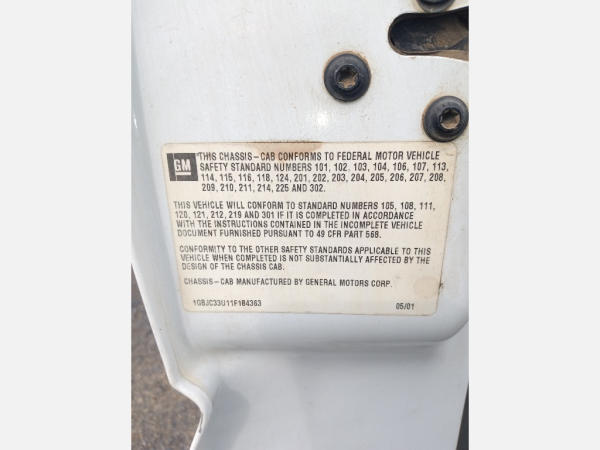 GM
THIS CHASSIS-CAB CONFORMS TO FEDERAL MOTOR VEHICLE
SAFETY STANDARD NUMBERS 101, 102, 103, 104, 106, 107, 113,
114, 115, 116, 118, 124, 201, 202, 203, 204, 205, 206, 207, 208,
209, 210, 211, 214, 225 AND 302.
THIS VEHICLE WILL CONFORM TO STANDARD NUMBERS 105, 108, 111,
120, 121, 212, 219 AND 301 IF IT IS COMPLETED IN ACCORDANCE
WITH THE INSTRUCTIONS CONTAINED IN THE INCOMPLETE VEHICLE
DOCUMENT FURNISHED PURSUANT TO 49 CFR PART 568.
CONFORMITY TO THE OTHER SAFETY STANDARDS APPLICABLE TO THIS
VEHICLE WHEN COMPLETED IS NOT SUBSTANTIALLY AFFECTED BY THE
DESIGN OF THE CHASSIS CAB.
CHASSIS-CAB MANUFACTURED BY GENERAL MOTORS CORP.
1GBJC33U11F184363 05/01